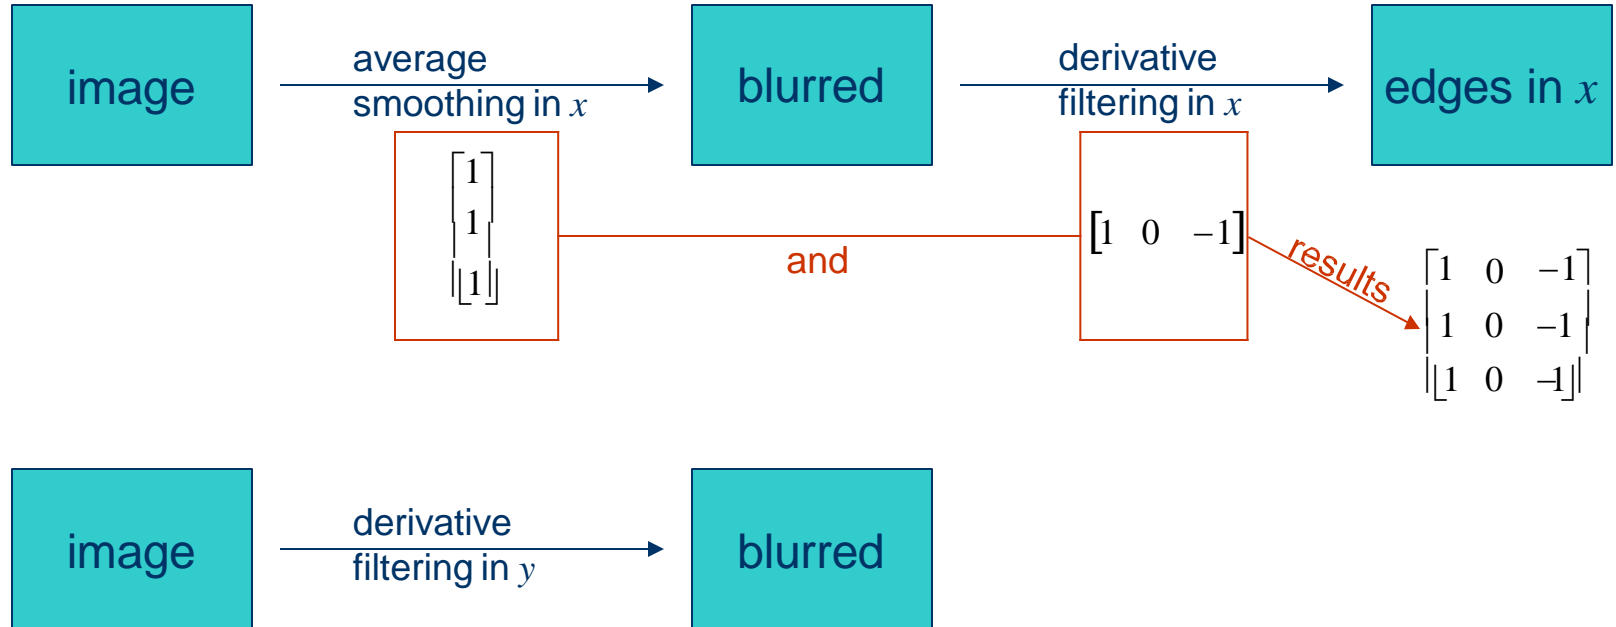 image
average
smoothing in x
blurred
derivative
filtering in x
edges in x
[1
1
1]
and
[1 0 −1]
results
[1 0 −1
1 0 −1
1 0 −1]
image
derivative
filtering in y
blurred